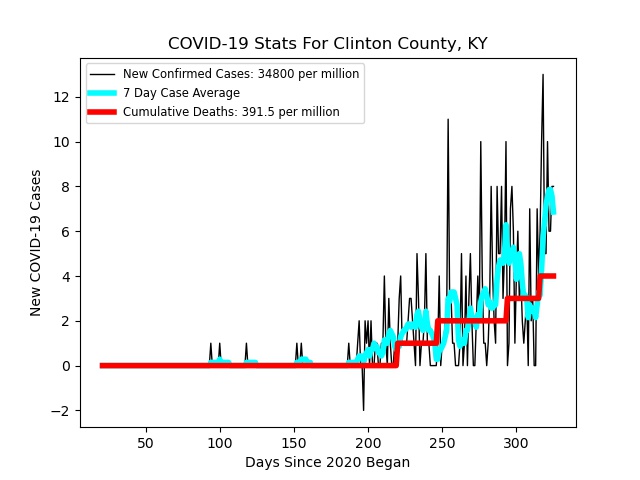 COVID-19 Stats For Clinton County, KY
New Confirmed Cases: 34800 per million
7 Day Case Average
Cumulative Deaths: 391.5 per million
New COVID-19 Cases
12
10
8
6
4
2
0
−2
50 100 150 200 250 300
Days Since 2020 Began